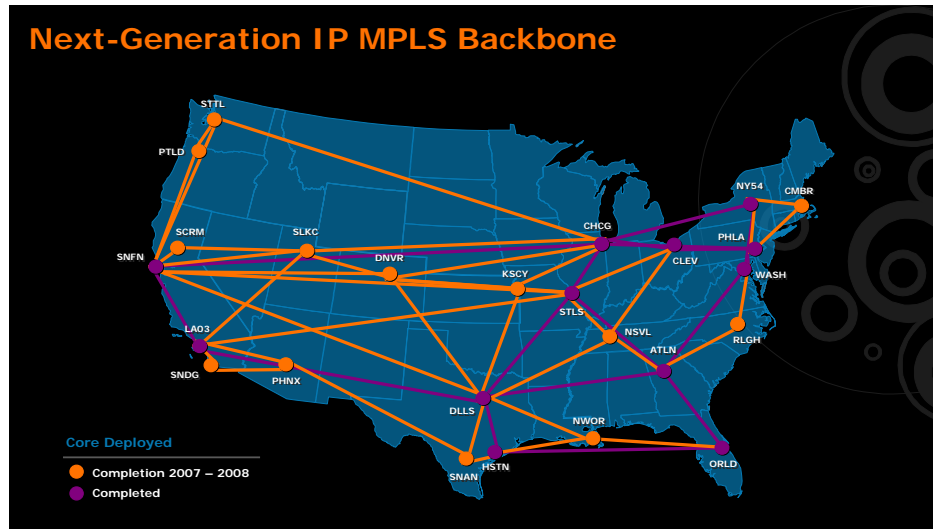 Next-Generation IP MPLS Backbone
STTL
PTLD
NY54
CMBR
SCRM
SLKC
CHCG
PHLA
SNFN
DNVR
CLEV
KSCY
WASH
STLS
LA03
NSVL
RLGH
ATLN
SNDG
PHNX
DLLS
NWOR
Core Deployed
HSTN
ORLD
Completion 2007 – 2008
SNAN
Completed